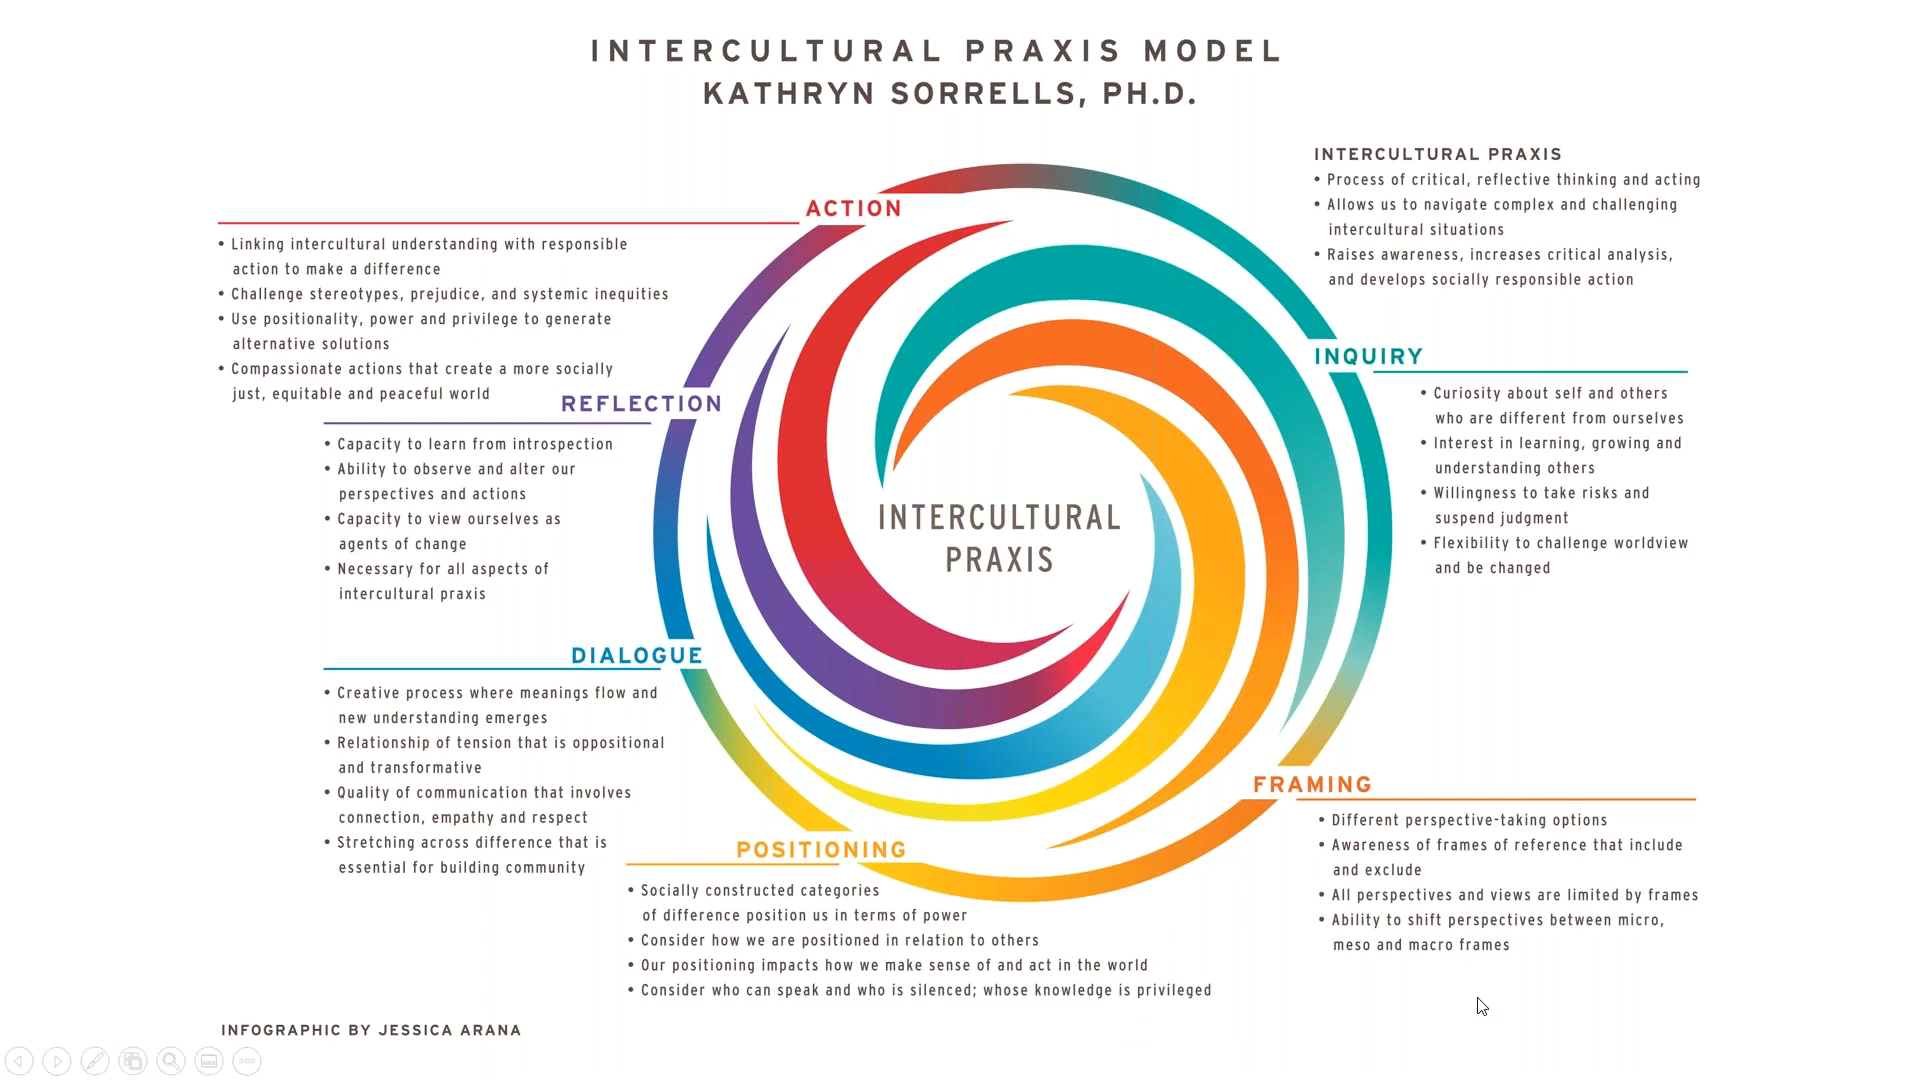 INTERCULTURAL PRAXIS MODEL
KATHRYN SORRELLS, PH.D.
INTERCULTURAL PRAXIS
• Process of critical, reflective thinking and acting
• Allows us to navigate complex and challenging
intercultural situations
• Raises awareness, increases critical analysis,
and develops socially responsible action
INQUIRY
• Curiosity about self and others
who are different from ourselves
• Interest in learning, growing and
understanding others
• Willingness to take risks and
suspend judgment
• Flexibility to challenge worldview
and be changed
FRAMING
• Different perspective-taking options
• Awareness of frames of reference that include
and exclude
• All perspectives and views are limited by frames
• Ability to shift perspectives between micro,
meso and macro frames
POSITIONING
• Socially constructed categories
of difference position us in terms of power
• Consider how we are positioned in relation to others
• Our positioning impacts how we make sense of and act in the world
• Consider who can speak and who is silenced; whose knowledge is privileged
DIALOGUE
• Creative process where meanings flow and
new understanding emerges
• Relationship of tension that is oppositional
and transformative
• Quality of communication that involves
connection, empathy and respect
• Stretching across difference that is
essential for building community
REFLECTION
• Capacity to learn from introspection
• Ability to observe and alter our
perspectives and actions
• Capacity to view ourselves as
agents of change
• Necessary for all aspects of
intercultural praxis
ACTION
• Linking intercultural understanding with responsible
action to make a difference
• Challenge stereotypes, prejudice, and systemic inequities
• Use positionality, power and privilege to generate
alternative solutions
• Compassionate actions that create a more socially
just, equitable and peaceful world
INTERCULTURAL
PRAXIS
INFOGRAPHIC BY JESSICA ARANA